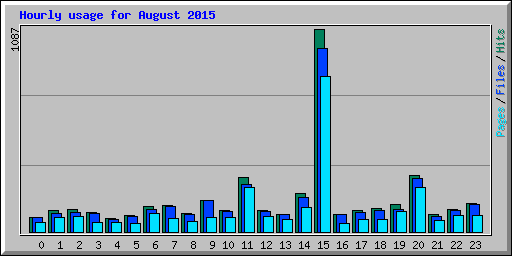 Hourly usage for August 2015
1087
Pages/Files/Hits
0 1 2 3 4 5 6 7 8 9 10 11 12 13 14 15 16 17 18 19 20 21 22 23